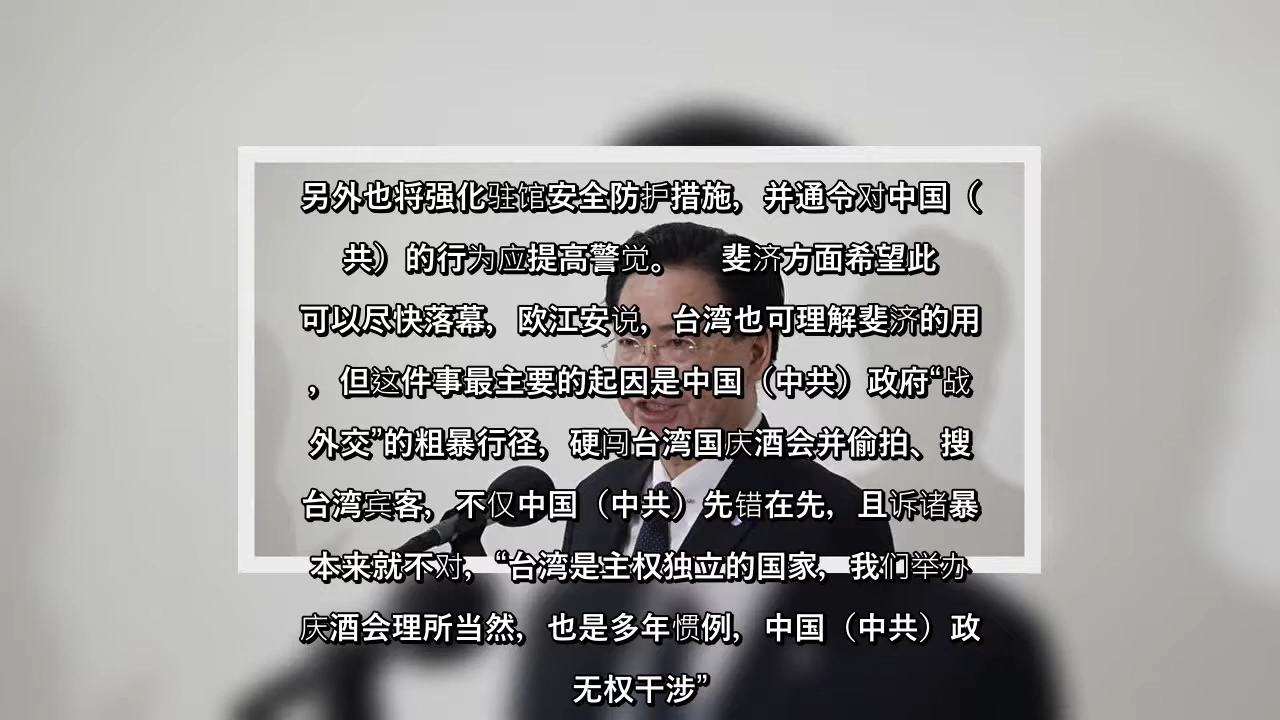 另外也将强化驻馆安全防护措施，并通令对中国（
共）的行为应提高警觉。　　斐济方面希望此
可以尽快落幕，欧江安说，台湾也可理解斐济的用
，但这件事最主要的起因是中国（中共）政府“战
外交”的粗暴行径，硬闯台湾国庆酒会并偷拍、搜
台湾宾客，不仅中国（中共）先错在先，且诉诸暴
本来就不对，“台湾是主权独立的国家，我们举办
庆酒会理所当然，也是多年惯例，中国（中共）政
无权干涉”